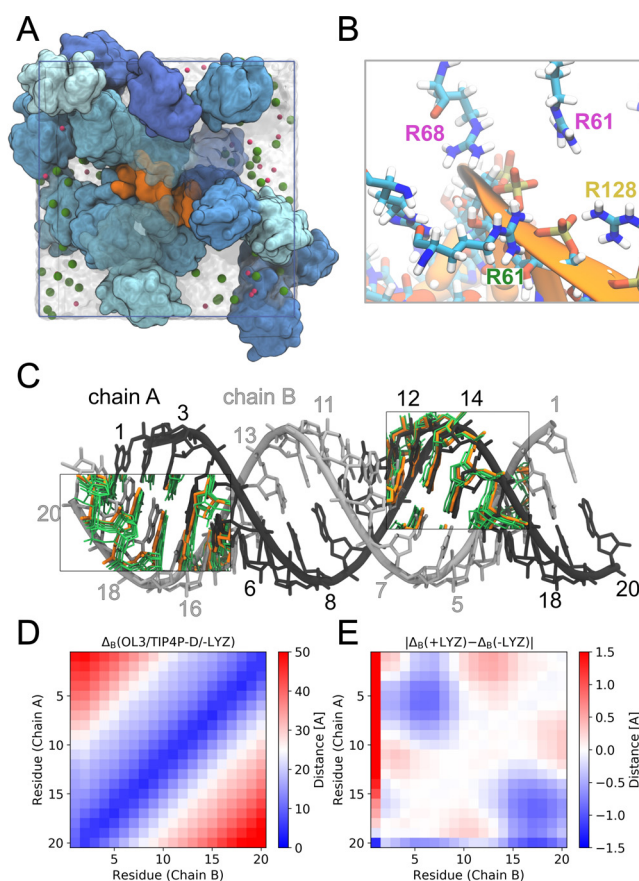 A
B
R68
R61
R128
R61
C
chain A
chain B
1
3
13
11
12
14
1
20
18
16
6
8
7
5
18
20
D
E
Δ_B(OL3/TIP4P-D/-LYZ)
|Δ_B(+LYZ)−Δ_B(-LYZ)|
Residue (Chain A)
5
10
15
20
5
10
15
20
Residue (Chain B)
50
40
30
20
10
0
Distance [A]
Residue (Chain A)
5
10
15
20
5
10
15
20
Residue (Chain B)
1.5
1.0
0.5
0.0
−0.5
−1.0
−1.5
Distance [A]